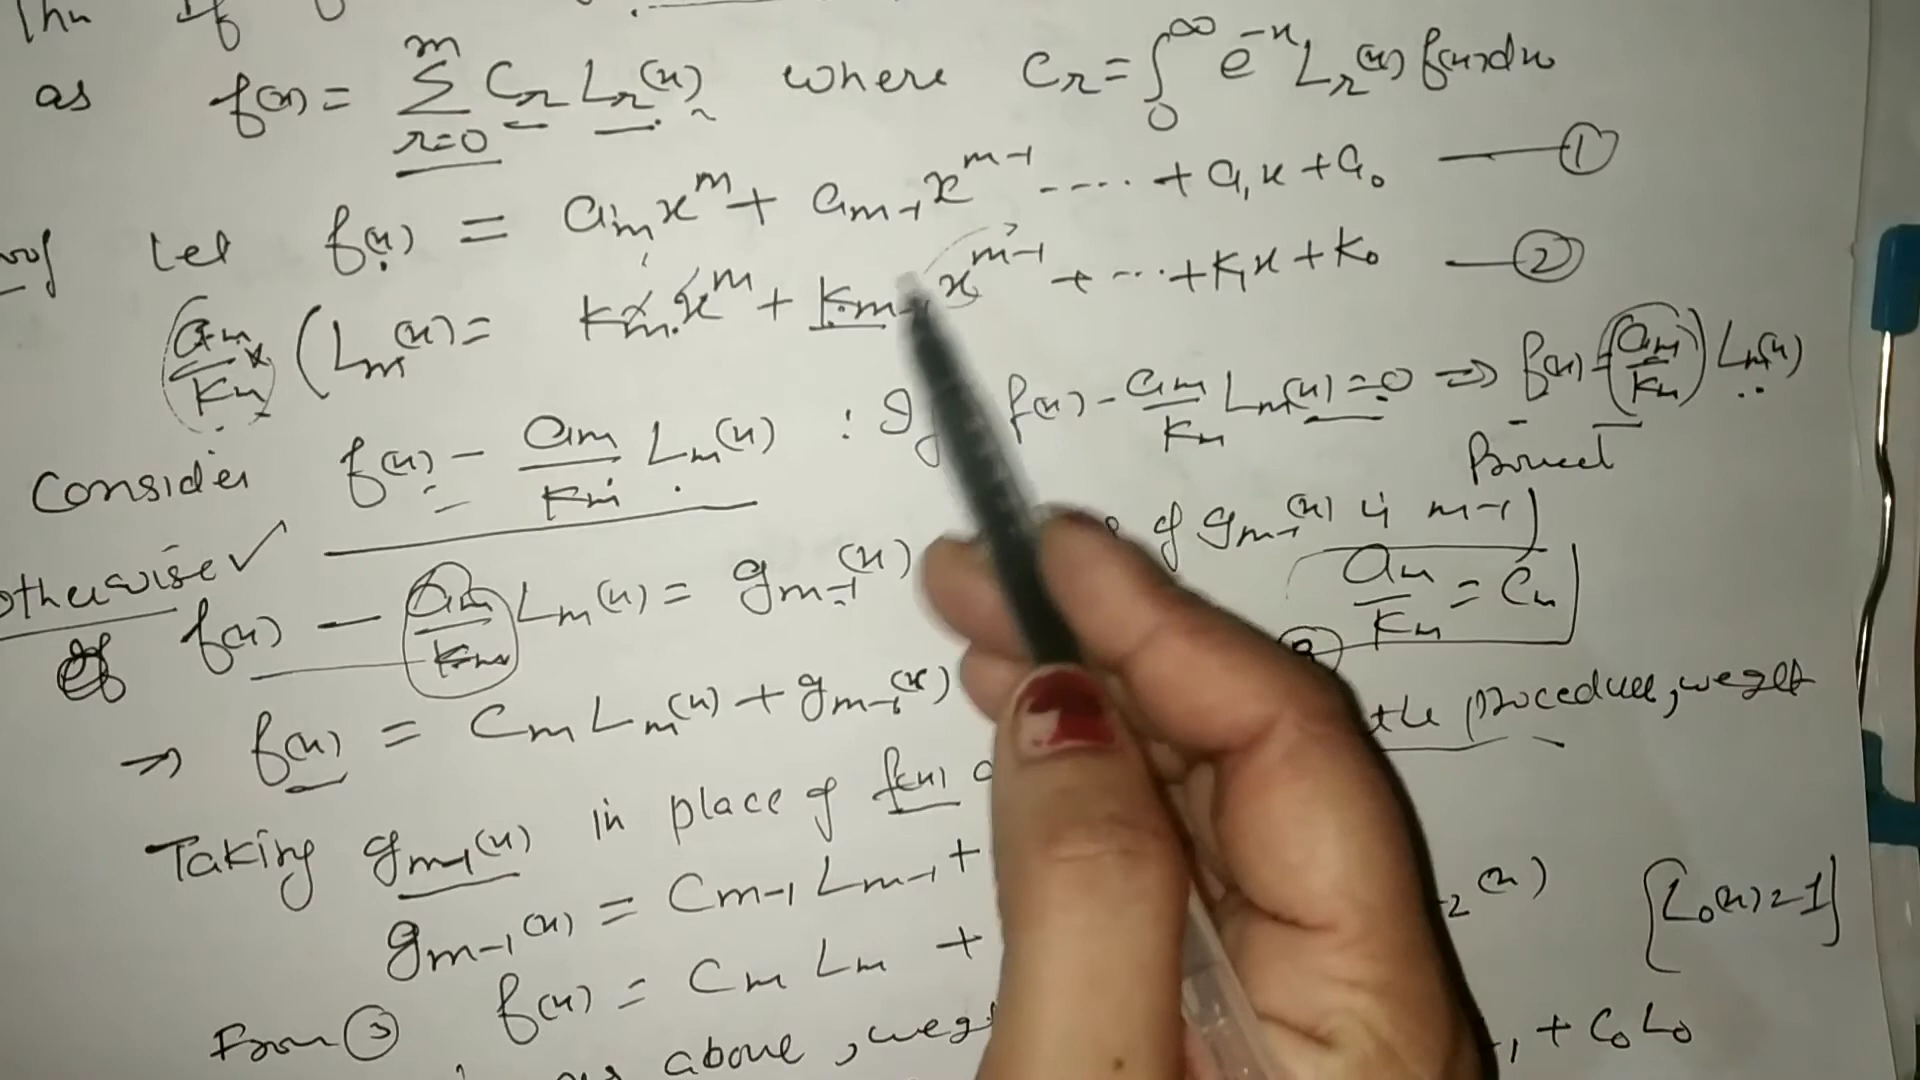 as f(x) = ∑_{r=0}^{m} C_r L_r(x) where C_r = ∫_0^∞ e^{-x} L_r(x) f(x) dx
Let f(x) = a_m x^m + a_{m-1} x^{m-1} ---- + a_1 x + a_0 — ①
a_m/k_m × (L_m(x) = k_m x^m + k_{m-1} x^{m-1} + --- + k_1 x + k_0 — ②
Consider f(x) - a_m/k_m L_m(x) : If f(x) - a_m/k_m L_m(x) = 0 ⇒ f(x) = (a_m/k_m) L_m(x)
Proved
otherwise ✓
f(x) — a_m/k_m L_m(x) = g_{m-1}(x) of g_{m-1}(x) is m-1)
a_m/k_m = C_m
⇒ f(x) = C_m L_m(x) + g_{m-1}(x) the procedure, we get
Taking g_{m-1}(x) in place of f(x)
g_{m-1}(x) = C_{m-1} L_{m-1} + -2(x) {L_0(x) = 1}
From ③ f(x) = C_m L_m + 
as above, we get -1 + C_0 L_0